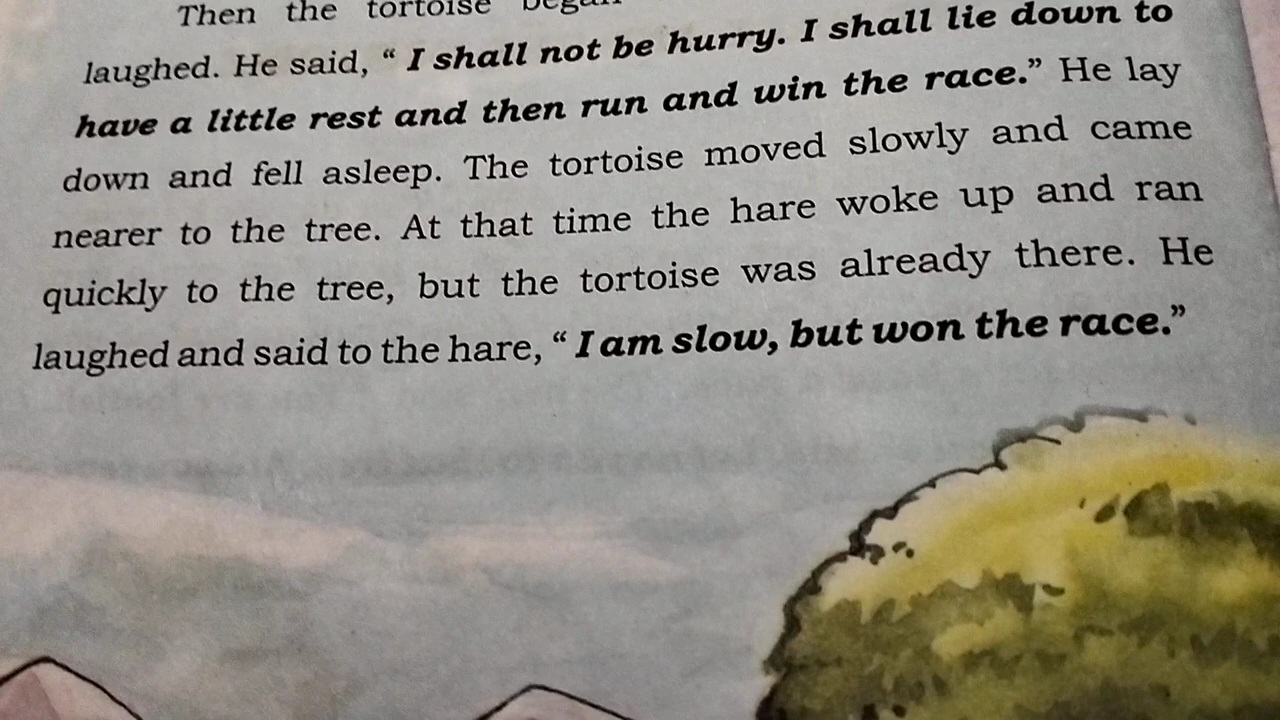 Then the tortoise began
laughed. He said, “ I shall not be hurry. I shall lie down to
have a little rest and then run and win the race.” He lay
down and fell asleep. The tortoise moved slowly and came
nearer to the tree. At that time the hare woke up and ran
quickly to the tree, but the tortoise was already there. He
laughed and said to the hare, “ I am slow, but won the race.”